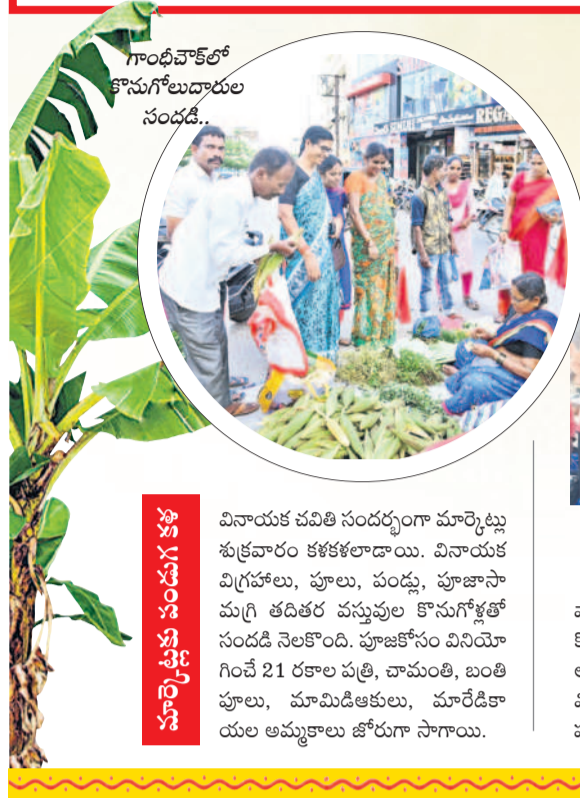 గాంధీచౌక్‌లో
కొనుగోలుదారుల
సందడి..
మార్కెట్లకు పండుగ కళ
వినాయక చవితి సందర్భంగా మార్కెట్లు
శుక్రవారం కళకళలాడాయి. వినాయక
విగ్రహాలు, పూలు, పండ్లు, పూజాసా
మగ్రి తదితర వస్తువుల కొనుగోళ్లతో
సందడి నెలకొంది. పూజకోసం వినియో
గించే 21 రకాల పత్రి, చామంతి, బంతి
పూలు, మామిడిఆకులు, మారేడికా
యల అమ్మకాలు జోరుగా సాగాయి.